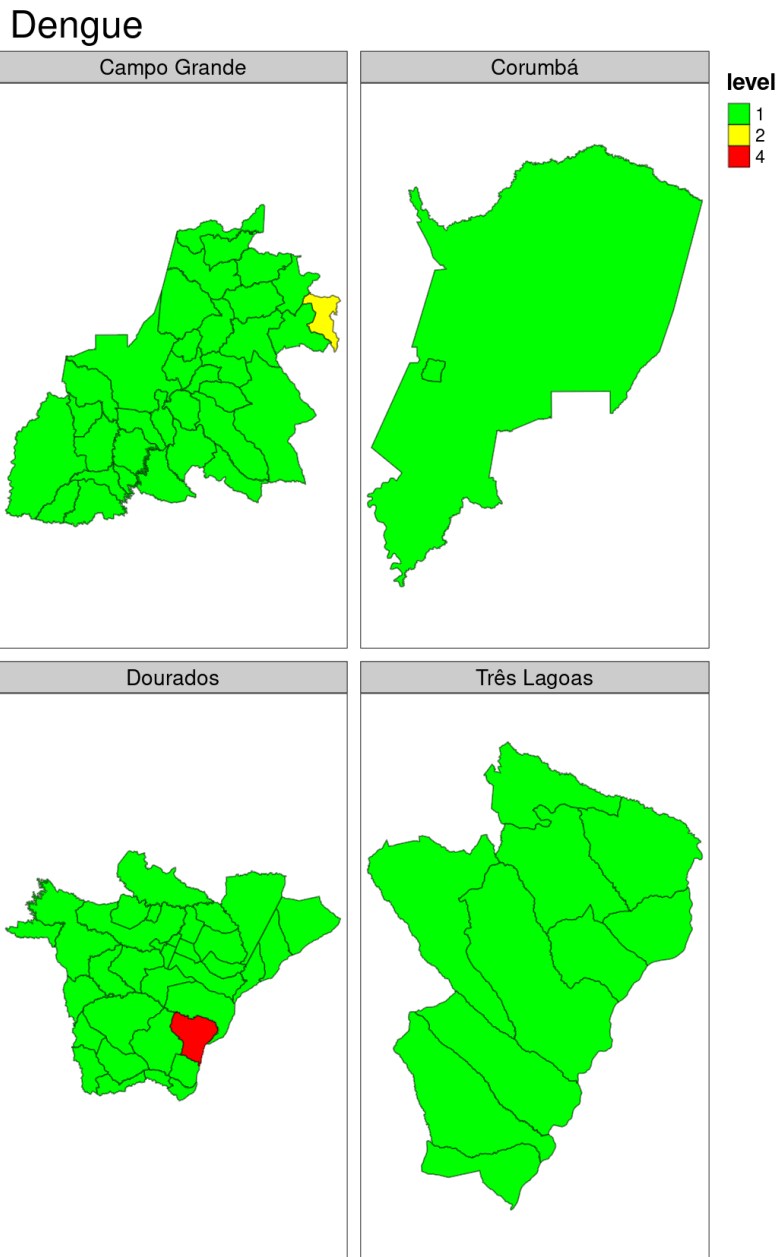 Dengue
Campo Grande
Corumbá
level
1
2
4
Dourados
Três Lagoas